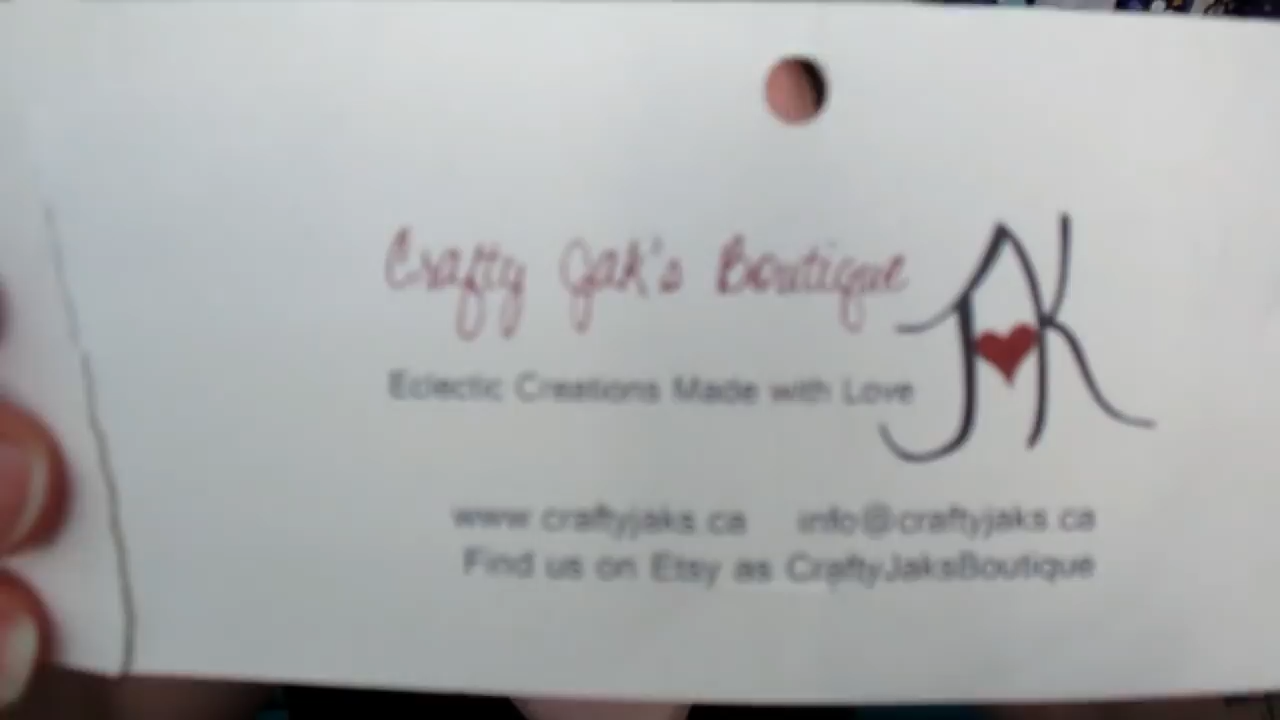 Crafty Jak's Boutique
JAK
Eclectic Creations Made with Love
www.craftyjaks.ca info@craftyjaks.ca
Find us on Etsy as CraftyJaksBoutique